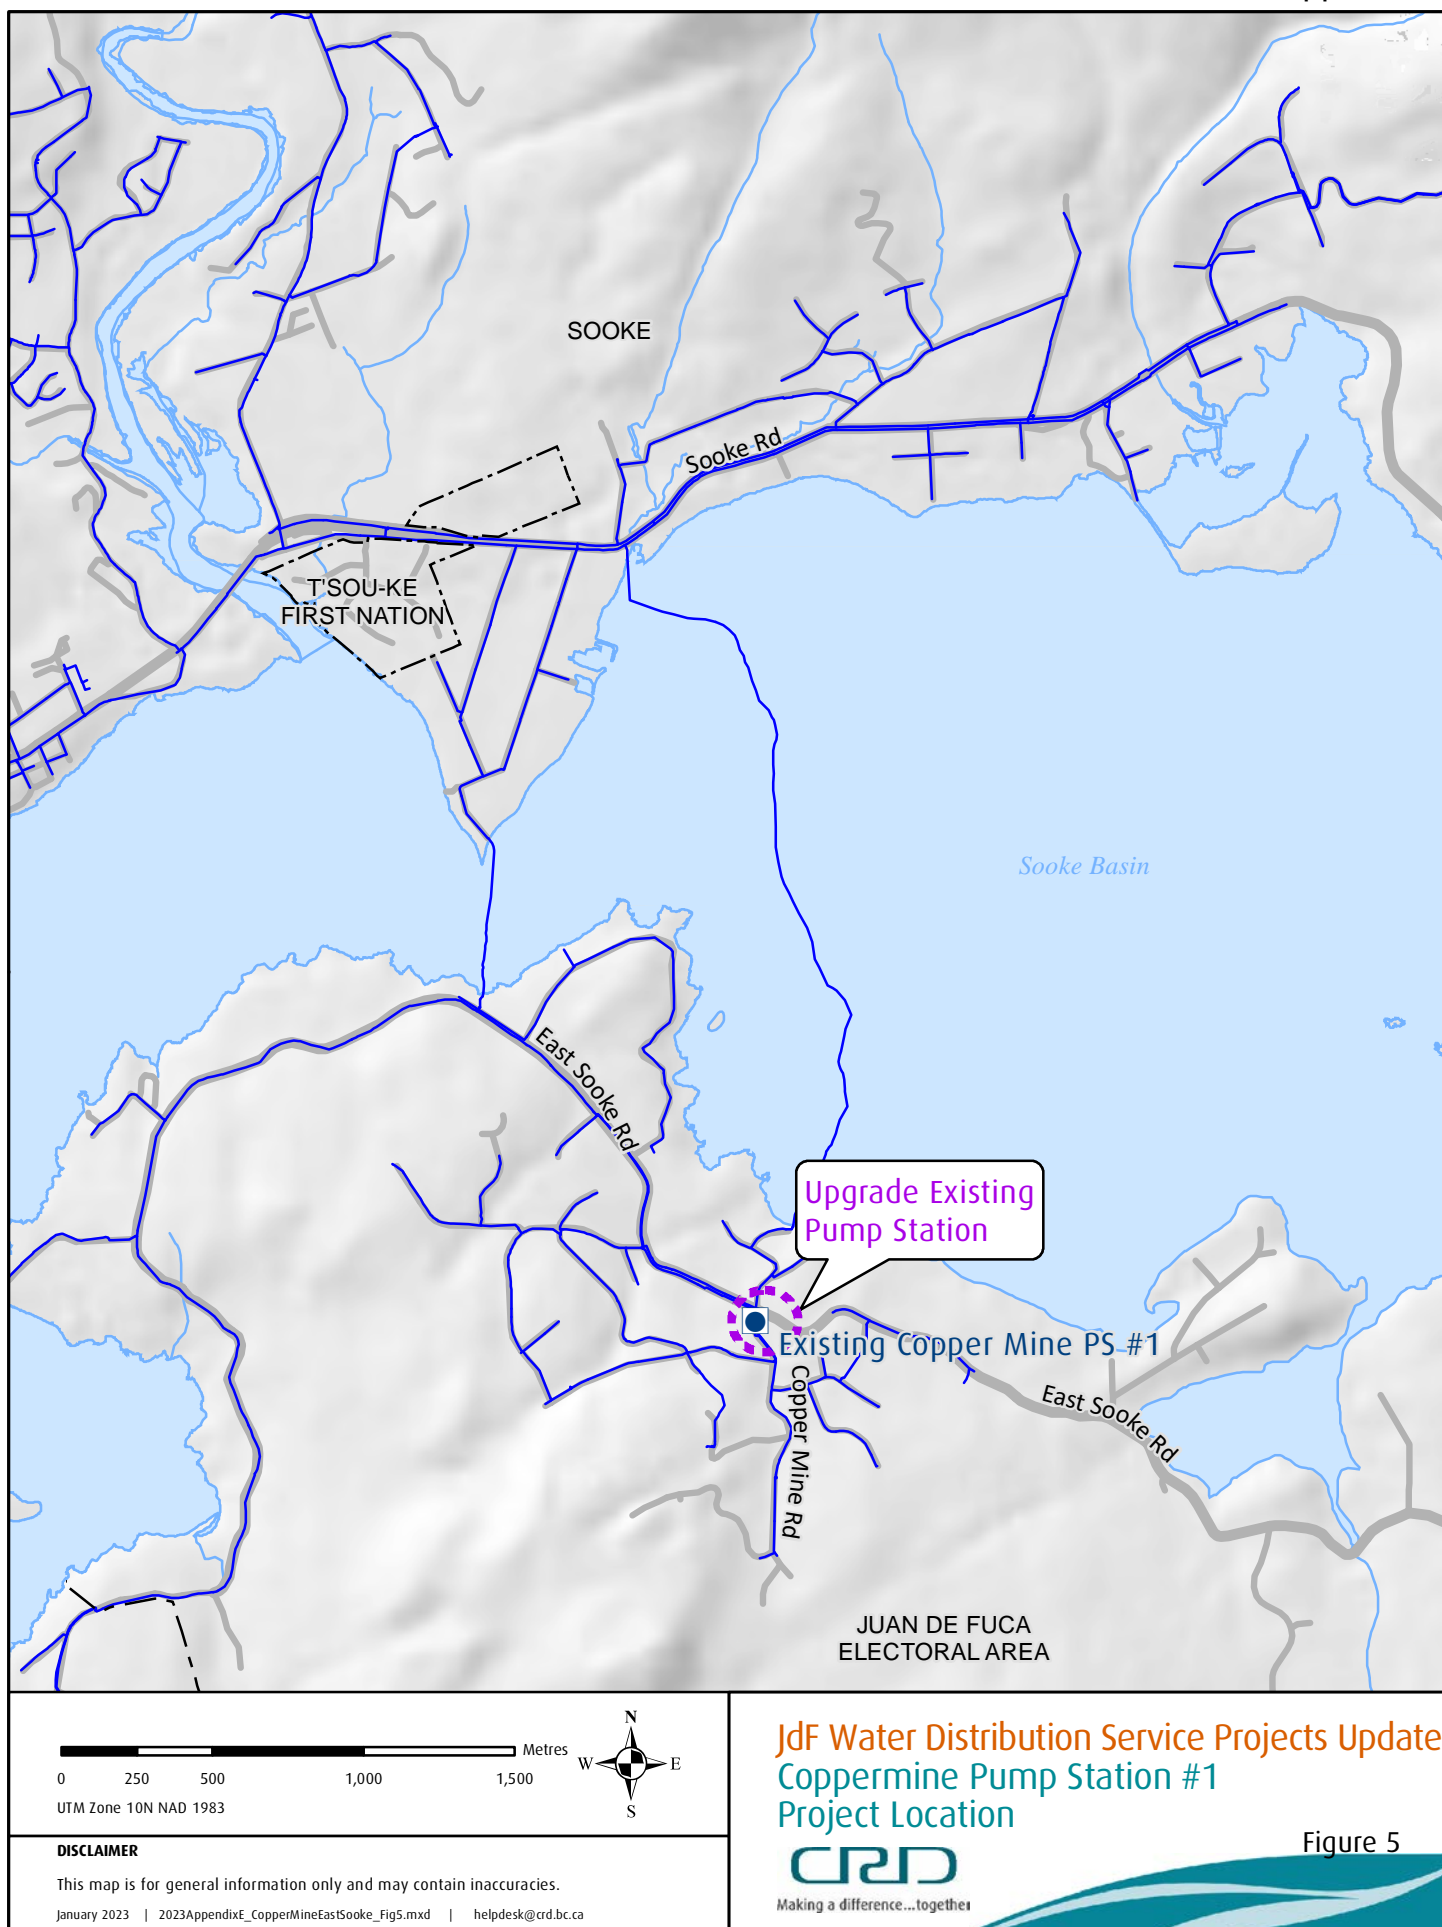 SOOKE
Sooke Rd
T'SOU-KE
FIRST NATION
Sooke Basin
East Sooke Rd
Upgrade Existing
Pump Station
Existing Copper Mine PS #1
Copper Mine Rd
East Sooke Rd
JUAN DE FUCA
ELECTORAL AREA
Metres
0 250 500 1,000 1,500
UTM Zone 10N NAD 1983
N
W E
S
DISCLAIMER
This map is for general information only and may contain inaccuracies.
January 2023 | 2023AppendixE_CopperMineEastSooke_Fig5.mxd | helpdesk@crd.bc.ca
JdF Water Distribution Service Projects Update
Coppermine Pump Station #1
Project Location
Figure 5
CRD
Making a difference...together